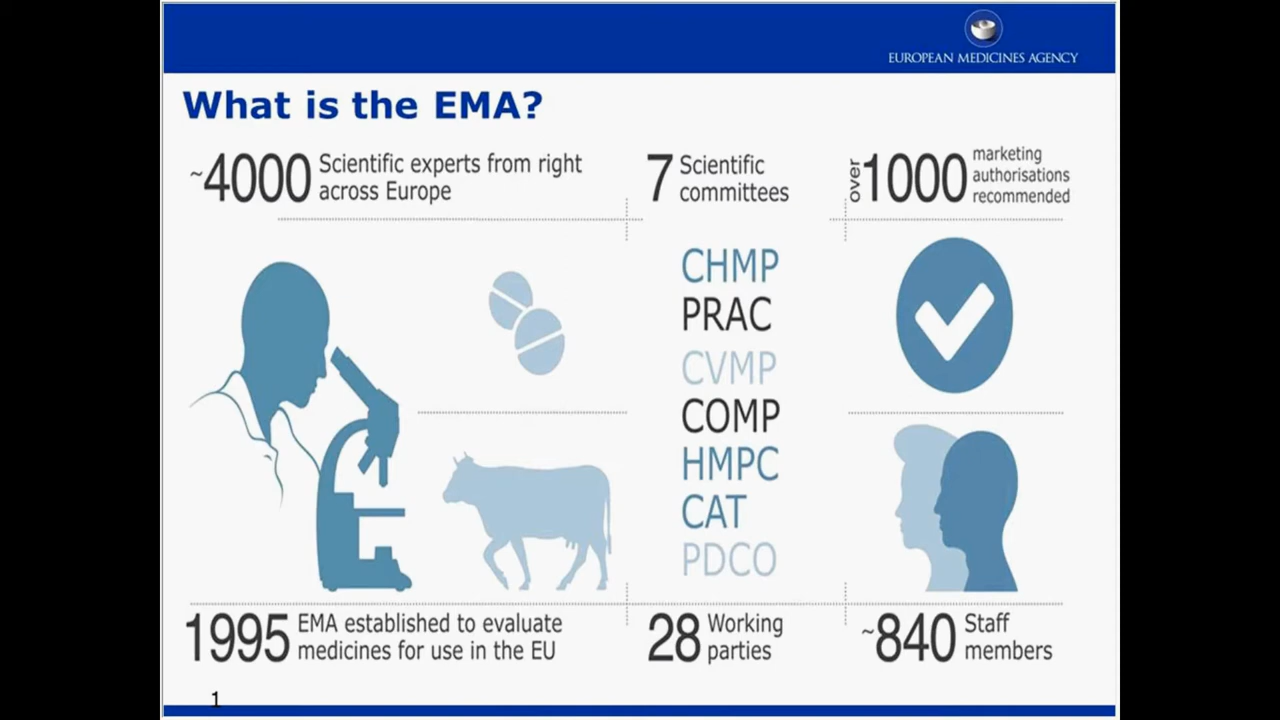 EUROPEAN MEDICINES AGENCY
What is the EMA?
~4000 Scientific experts from right
across Europe
7 Scientific
committees
over 1000 marketing
authorisations
recommended
CHMP
PRAC
CVMP
COMP
HMPC
CAT
PDCO
1995 EMA established to evaluate
medicines for use in the EU
28 Working
parties
~840 Staff
members
1